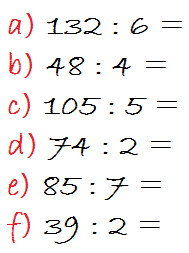 a) 132 : 6 =
b) 48 : 4 =
c) 105 : 5 =
d) 74 : 2 =
e) 85 : 7 =
f) 39 : 2 =